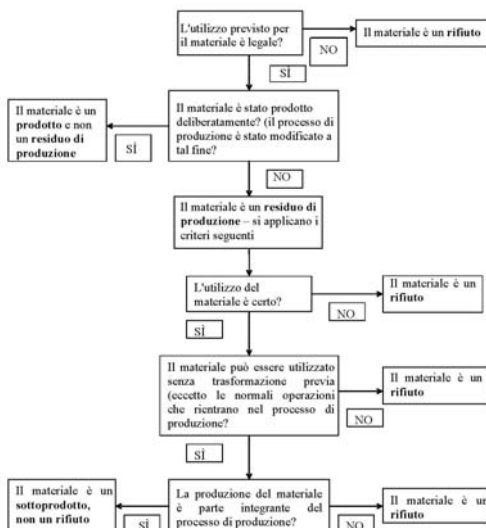 L'utilizzo previsto per
il materiale è legale?
NO
Il materiale è un rifiuto
SÌ
Il materiale è un
prodotto e non
un residuo di
produzione
SÌ
Il materiale è stato prodotto
deliberatamente? (il processo di
produzione è stato modificato a
tal fine?
NO
Il materiale è un residuo di
produzione – si applicano i
criteri seguenti
L'utilizzo del
materiale è certo?
NO
Il materiale è un
rifiuto
SÌ
Il materiale può essere utilizzato
senza trasformazione previa
(eccetto le normali operazioni
che rientrano nel processo di
produzione?
NO
Il materiale è un
rifiuto
SÌ
Il materiale è un
sottoprodotto,
non un rifiuto
SÌ
La produzione del materiale
è parte integrante del
processo di produzione?
NO
Il materiale è un
rifiuto